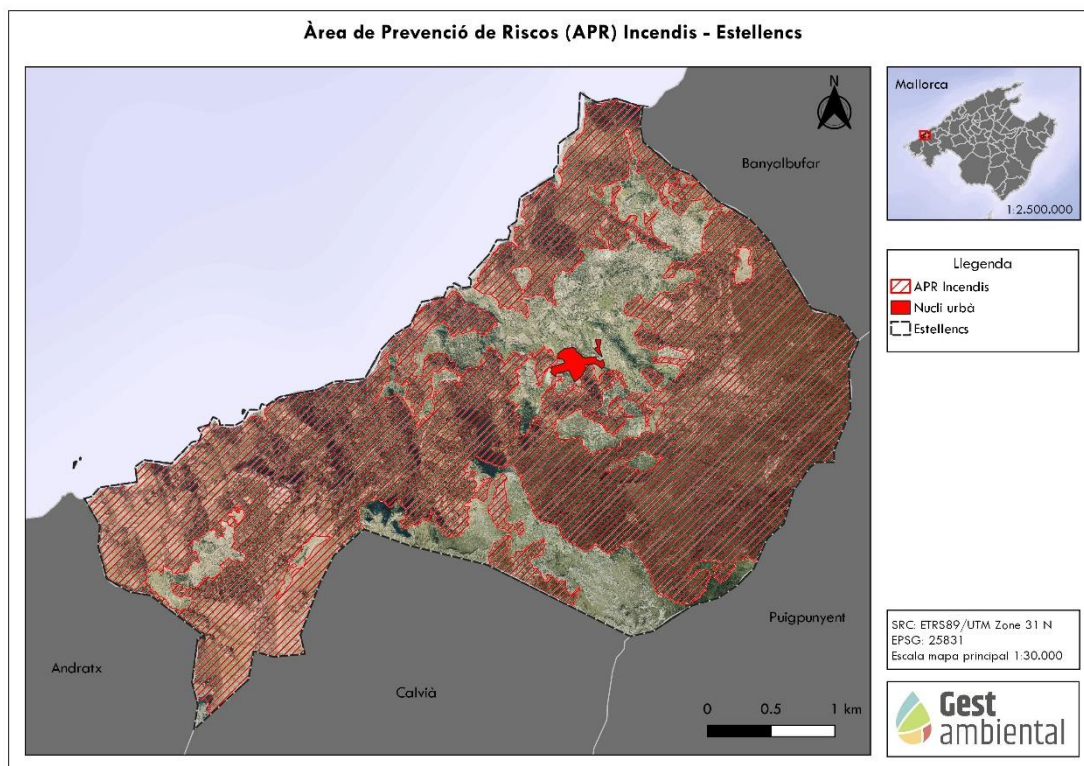 Àrea de Prevenció de Riscos (APR) Incendis - Estellencs
N
Banyalbufar
Puigpunyent
Calvià
Andratx
0 0.5 1 km
Mallorca
1:2.500.000
Llegenda
APR Incendis
Nucli urbà
Estellencs
SRC: ETRS89/UTM Zone 31 N
EPSG: 25831
Escala mapa principal 1:30.000
Gest
ambiental